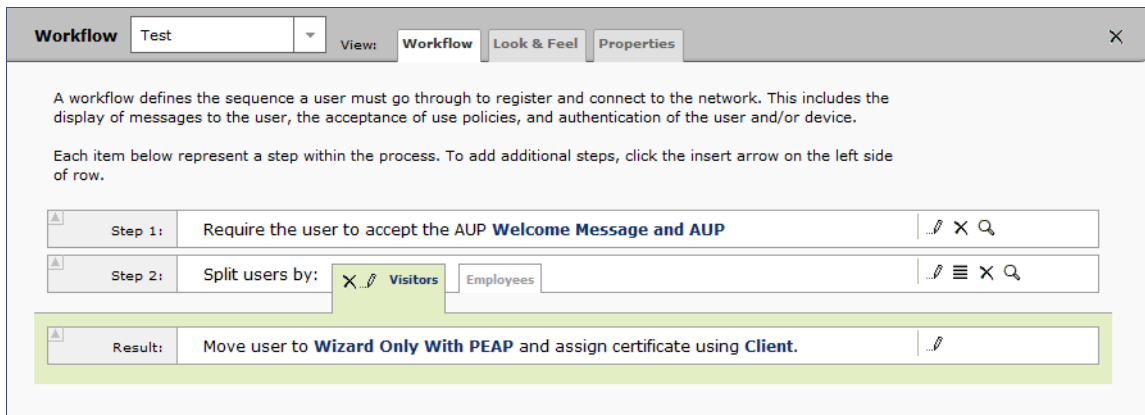 Workflow Test View: Workflow Look & Feel Properties
A workflow defines the sequence a user must go through to register and connect to the network. This includes the
display of messages to the user, the acceptance of use policies, and authentication of the user and/or device.
Each item below represent a step within the process. To add additional steps, click the insert arrow on the left side
of row.
Step 1: Require the user to accept the AUP Welcome Message and AUP
Step 2: Split users by: Visitors Employees
Result: Move user to Wizard Only With PEAP and assign certificate using Client.